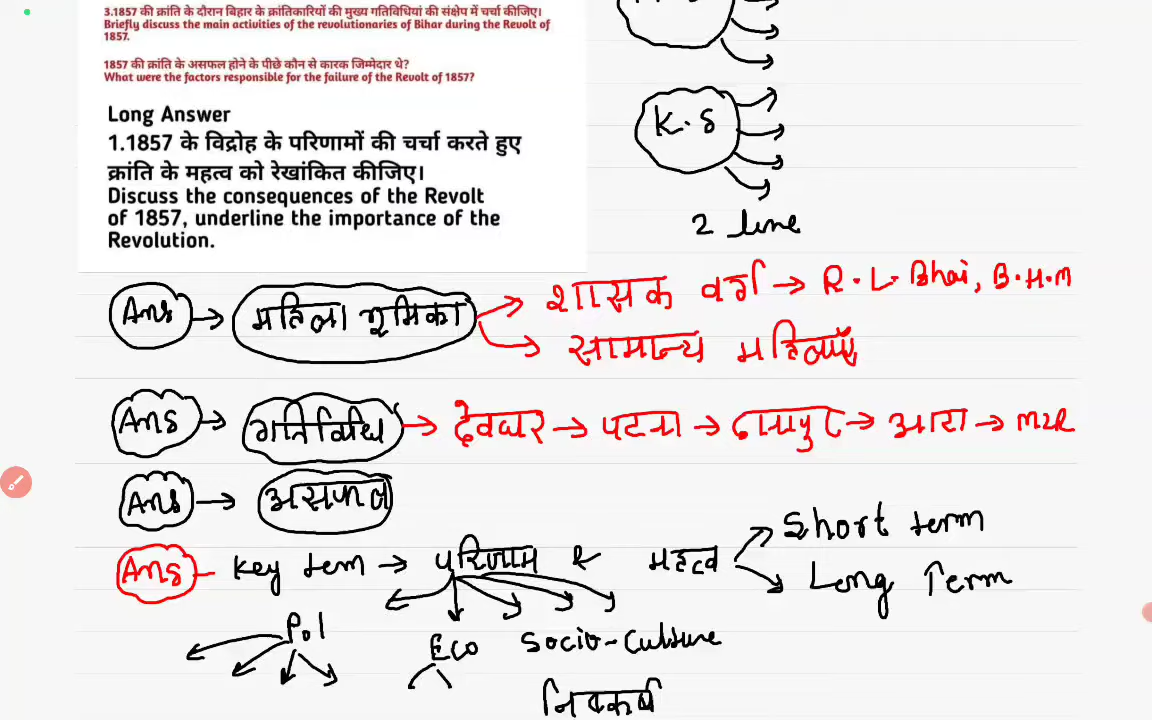 3.1857 की क्रांति के दौरान बिहार के क्रांतिकारियों की मुख्य गतिविधियां की संक्षेप में चर्चा कीजिए।
Briefly discuss the main activities of the revolutionaries of Bihar during the Revolt of
1857.
1857 की क्रांति के असफल होने के पीछे कौन से कारक जिम्मेदार थे?
What were the factors responsible for the failure of the Revolt of 1857?
Long Answer
1.1857 के विद्रोह के परिणामों की चर्चा करते हुए
क्रांति के महत्व को रेखांकित कीजिए।
Discuss the consequences of the Revolt
of 1857, underline the importance of the
Revolution.
K.S
2 line
Ans → महिला भूमिका → शासक वर्ग → R.L. Bhai, B.H.M
→ सामान्य महिलाएँ
Ans → गतिविधि → देवघर → पटना → दानापुर → आरा → MZR
Ans → असफल
Ans - Key term → परिणाम & महत्व Short term
Long Term
Pol
Eco Socio-Culture
निष्कर्ष